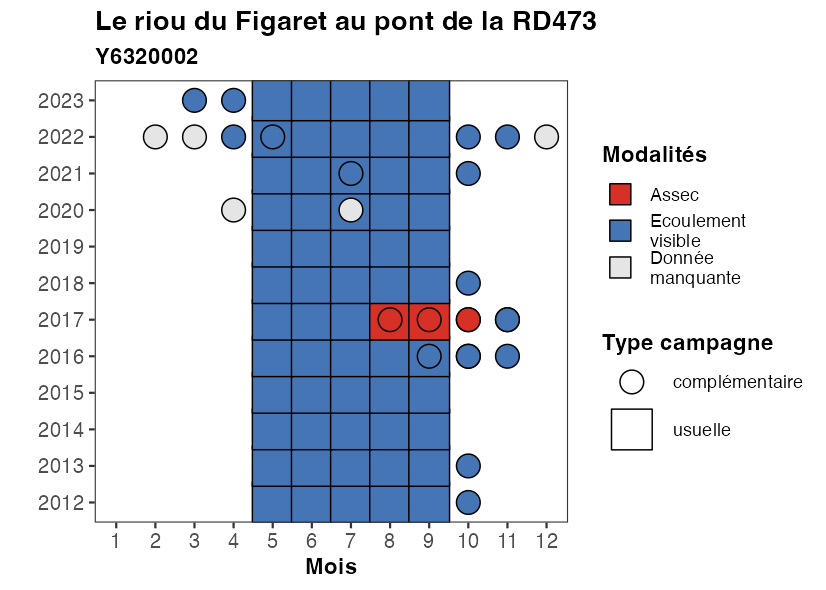 Le riou du Figaret au pont de la RD473
Y6320002
2023
2022
2021
2020
2019
2018
2017
2016
2015
2014
2013
2012
1 2 3 4 5 6 7 8 9 10 11 12
Mois
Modalités
Assec
Ecoulement
visible
Donnée
manquante
Type campagne
complémentaire
usuelle